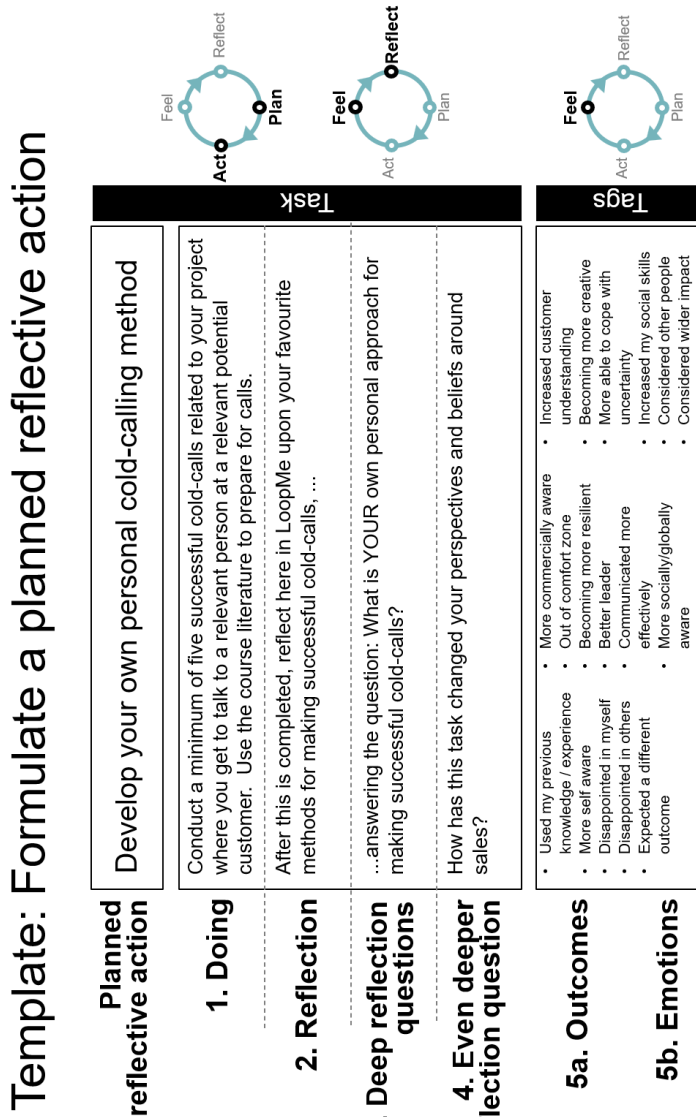 Template: Formulate a planned reflective action
Planned
reflective action
Develop your own personal cold-calling method
1. Doing
Conduct a minimum of five successful cold-calls related to your project
where you get to talk to a relevant person at a relevant potential
customer. Use the course literature to prepare for calls.
2. Reflection
After this is completed, reflect here in LoopMe upon your favourite
methods for making successful cold-calls, ...
Deep reflection
questions
...answering the question: What is YOUR own personal approach for
making successful cold-calls?
4. Even deeper
lection question
How has this task changed your perspectives and beliefs around
sales?
Task
Feel
Reflect
Act
Plan
Feel
Reflect
Act
Plan
5a. Outcomes
5b. Emotions
• Used my previous
knowledge / experience
• More self aware
• Disappointed in myself
• Disappointed in others
• Expected a different
outcome
• More commercially aware
• Out of comfort zone
• Becoming more resilient
• Better leader
• Communicated more
effectively
• More socially/globally
aware
• Increased customer
understanding
• Becoming more creative
• More able to cope with
uncertainty
• Increased my social skills
• Considered other people
• Considered wider impact
Tags
Feel
Reflect
Act
Plan